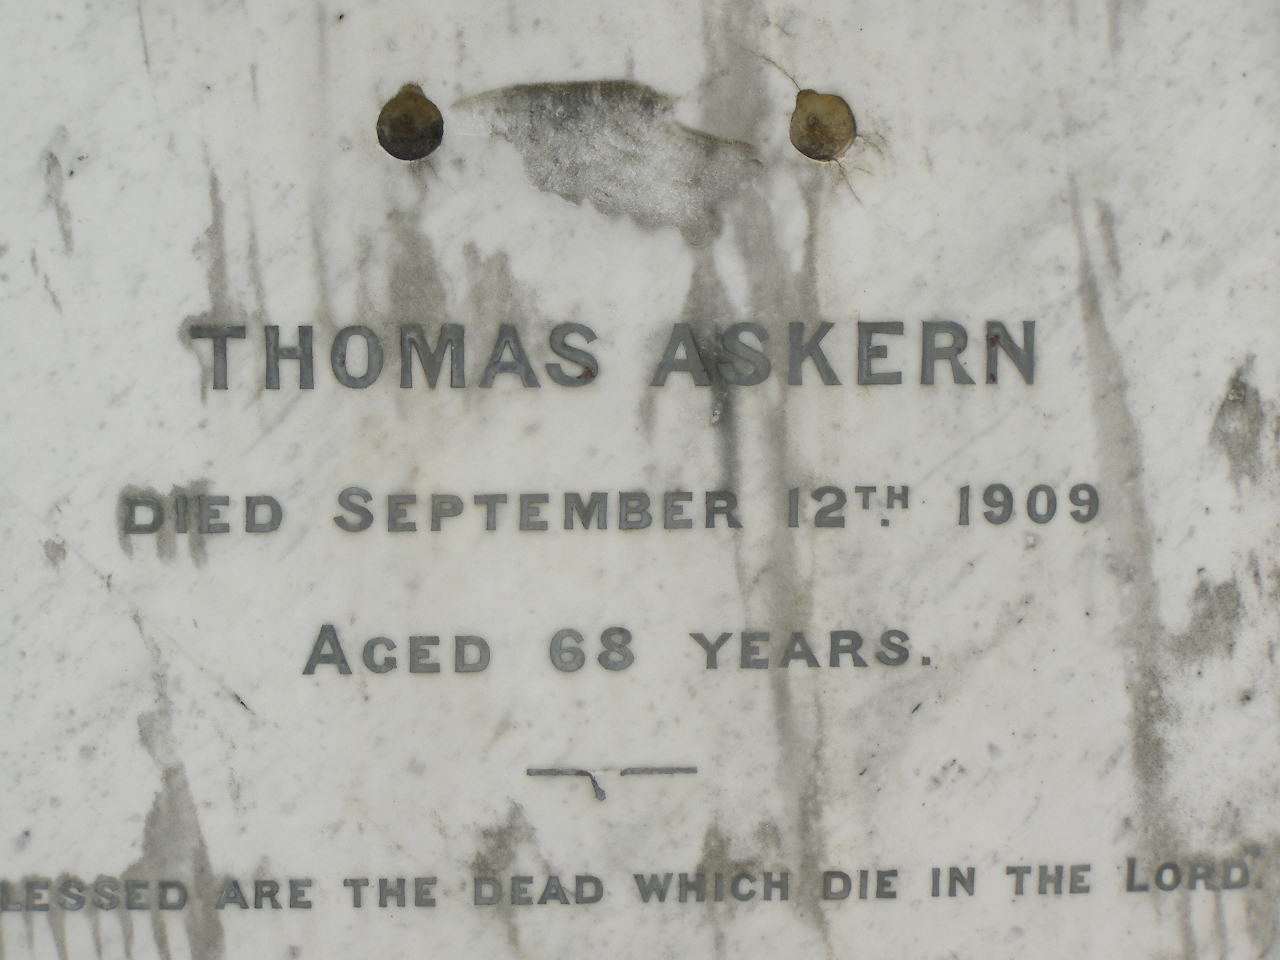 THOMAS ASKERN
DIED SEPTEMBER 12TH. 1909
AGED 68 YEARS.
LESSED ARE THE DEAD WHICH DIE IN THE LORD.